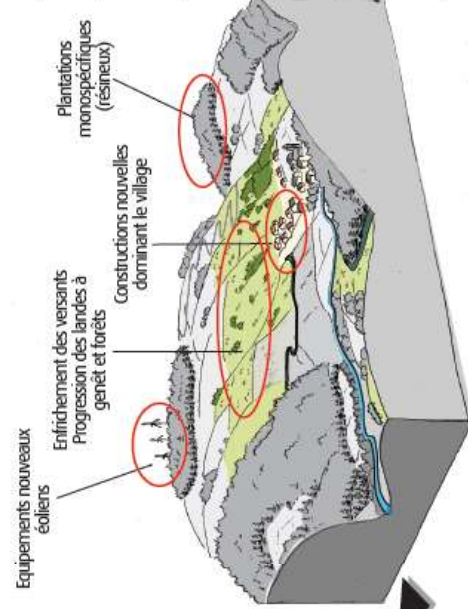 Equipements nouveaux
éoliens
Enfrichement des versants
Progression des landes à
genêt et forêts
Constructions nouvelles
dominant le village
Plantations
monospécifiques
(résineux)